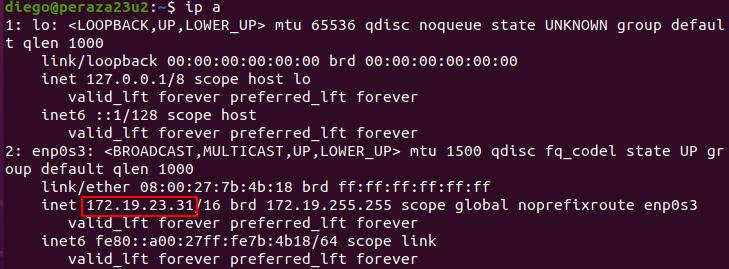 diego@peraza23u2:~$ ip a
1: lo: <LOOPBACK,UP,LOWER_UP> mtu 65536 qdisc noqueue state UNKNOWN group defaul
t qlen 1000
    link/loopback 00:00:00:00:00:00 brd 00:00:00:00:00:00
    inet 127.0.0.1/8 scope host lo
       valid_lft forever preferred_lft forever
    inet6 ::1/128 scope host
       valid_lft forever preferred_lft forever
2: enp0s3: <BROADCAST,MULTICAST,UP,LOWER_UP> mtu 1500 qdisc fq_codel state UP gr
oup default qlen 1000
    link/ether 08:00:27:7b:4b:18 brd ff:ff:ff:ff:ff:ff
    inet 172.19.23.31/16 brd 172.19.255.255 scope global noprefixroute enp0s3
       valid_lft forever preferred_lft forever
    inet6 fe80::a00:27ff:fe7b:4b18/64 scope link
       valid_lft forever preferred_lft forever